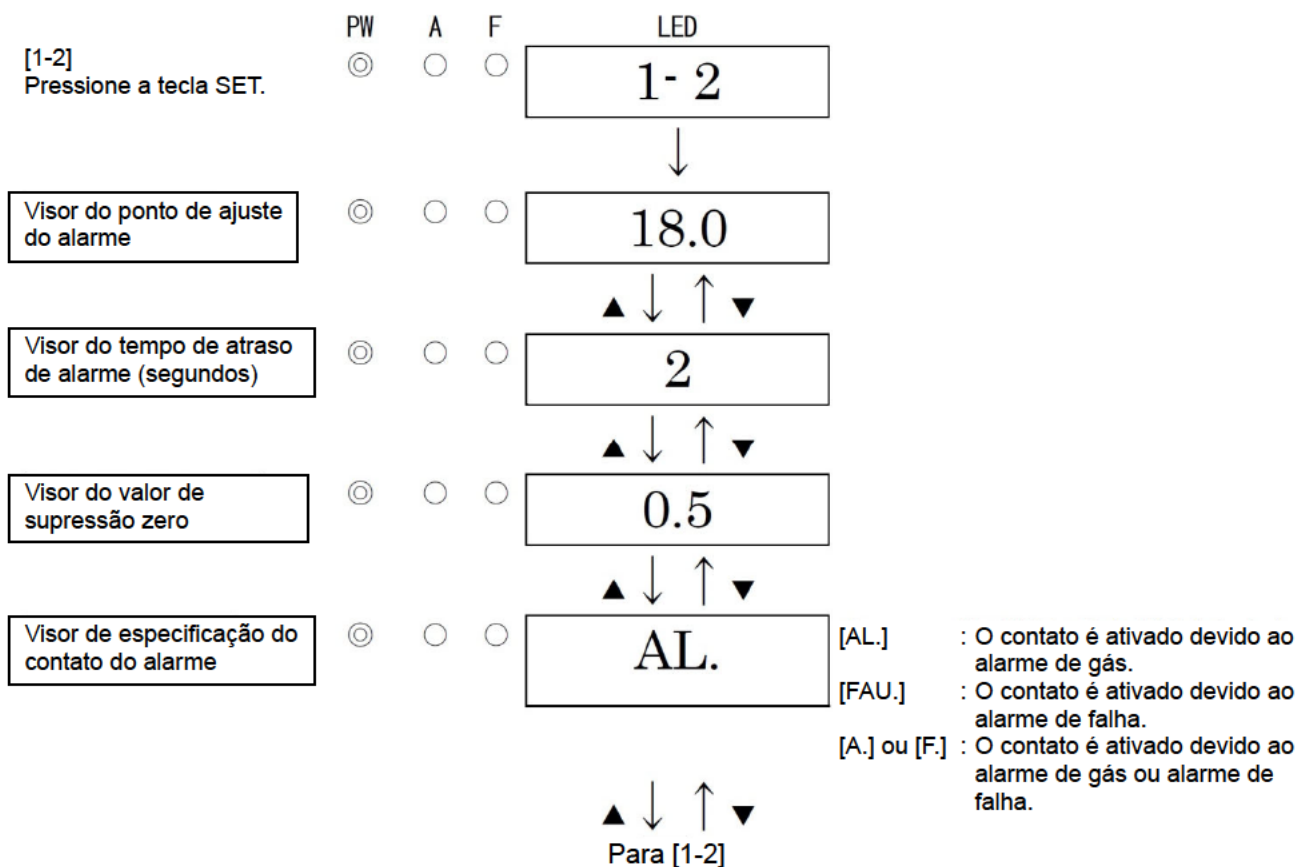 PW A F LED
[1-2]
Pressione a tecla SET.
1- 2
Visor do ponto de ajuste
do alarme
18.0
▲ ↓ ↑ ▼
Visor do tempo de atraso
de alarme (segundos)
2
▲ ↓ ↑ ▼
Visor do valor de
supressão zero
0.5
▲ ↓ ↑ ▼
Visor de especificação do
contato do alarme
AL.
[AL.] : O contato é ativado devido ao
alarme de gás.
[FAU.] : O contato é ativado devido ao
alarme de falha.
[A.] ou [F.] : O contato é ativado devido ao
alarme de gás ou alarme de
falha.
▲ ↓ ↑ ▼
Para [1-2]